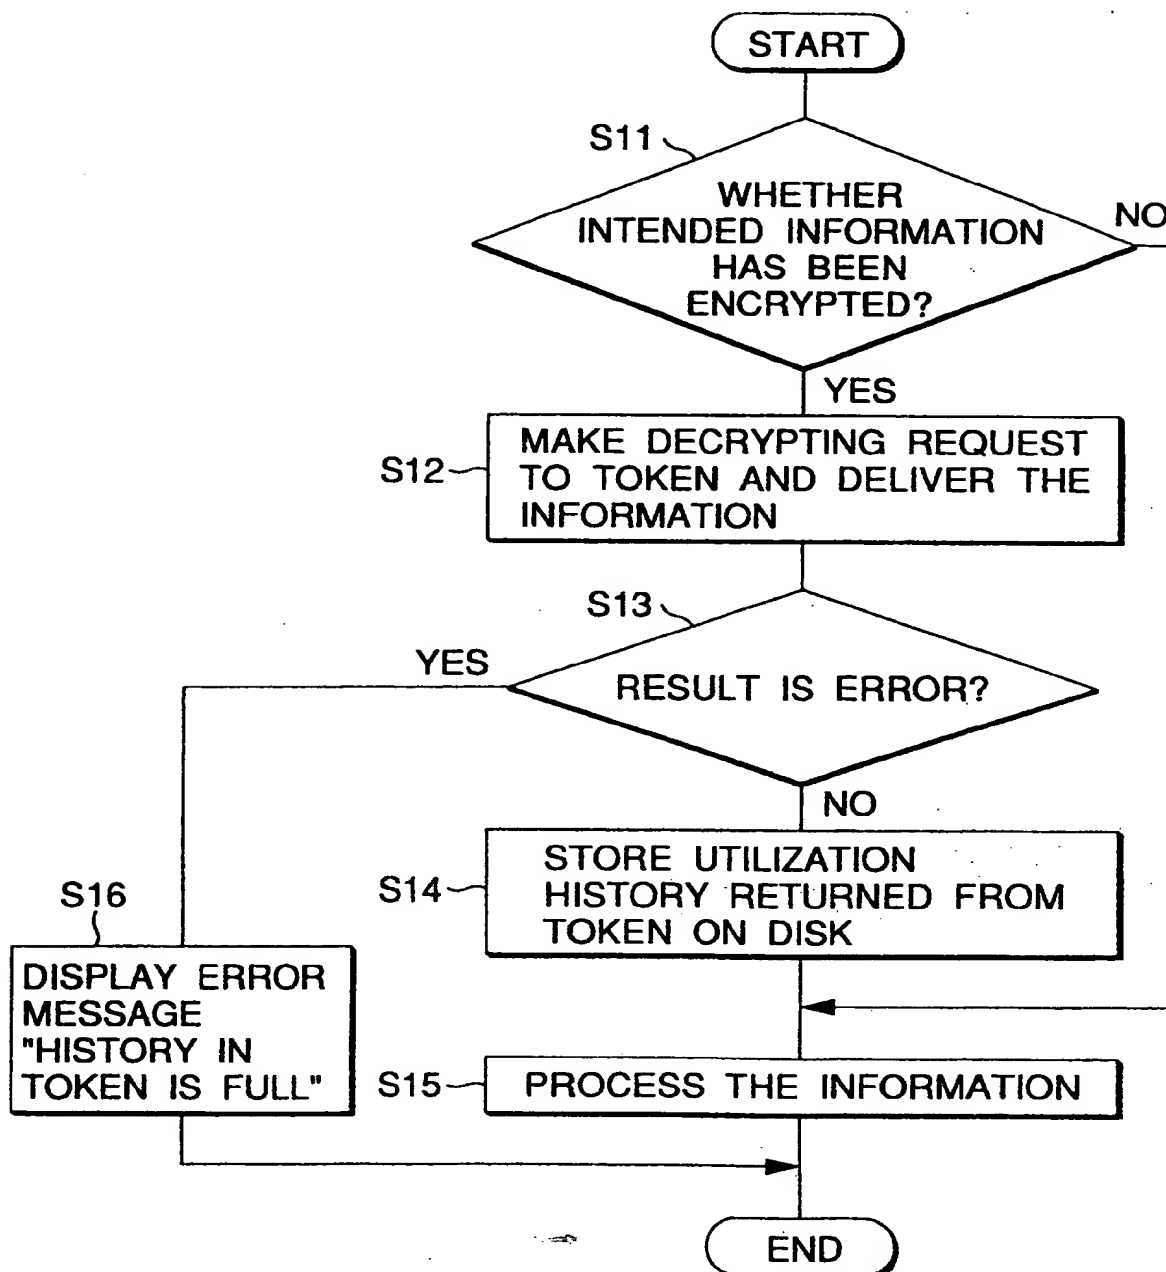 START
S11
WHETHER
INTENDED INFORMATION
HAS BEEN
ENCRYPTED?
NO
YES
S12
MAKE DECRYPTING REQUEST
TO TOKEN AND DELIVER THE
INFORMATION
S13
YES
RESULT IS ERROR?
NO
S14
STORE UTILIZATION
HISTORY RETURNED FROM
TOKEN ON DISK
S16
DISPLAY ERROR
MESSAGE
"HISTORY IN
TOKEN IS FULL"
S15
PROCESS THE INFORMATION
END